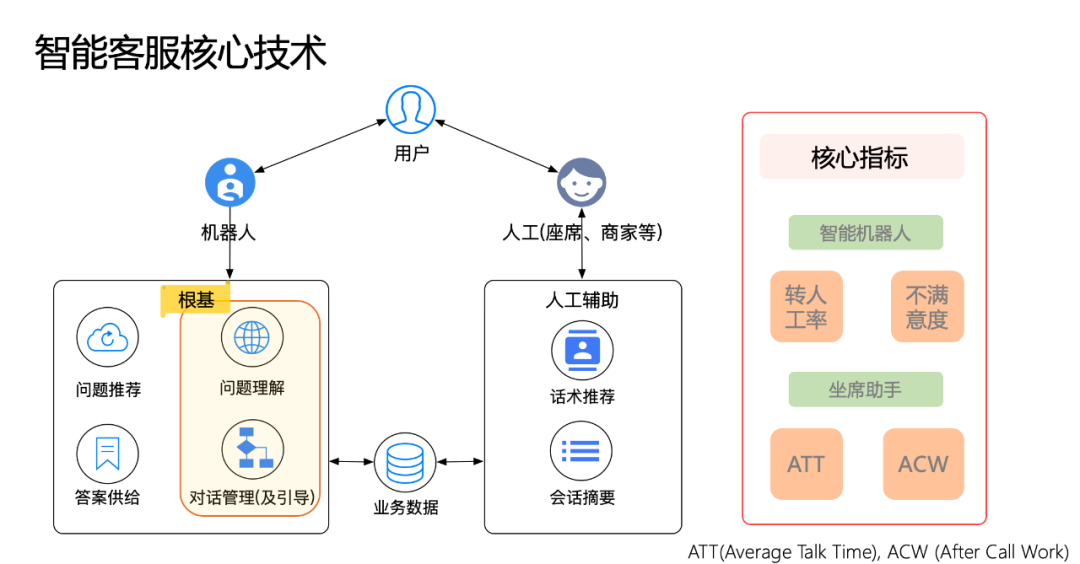 智能客服核心技术
用户
机器人
人工(座席、商家等)
根基
问题推荐
问题理解
答案供给
对话管理(及引导)
业务数据
人工辅助
话术推荐
会话摘要
核心指标
智能机器人
转人
工率
不满
意度
坐席助手
ATT
ACW
ATT(Average Talk Time), ACW (After Call Work)